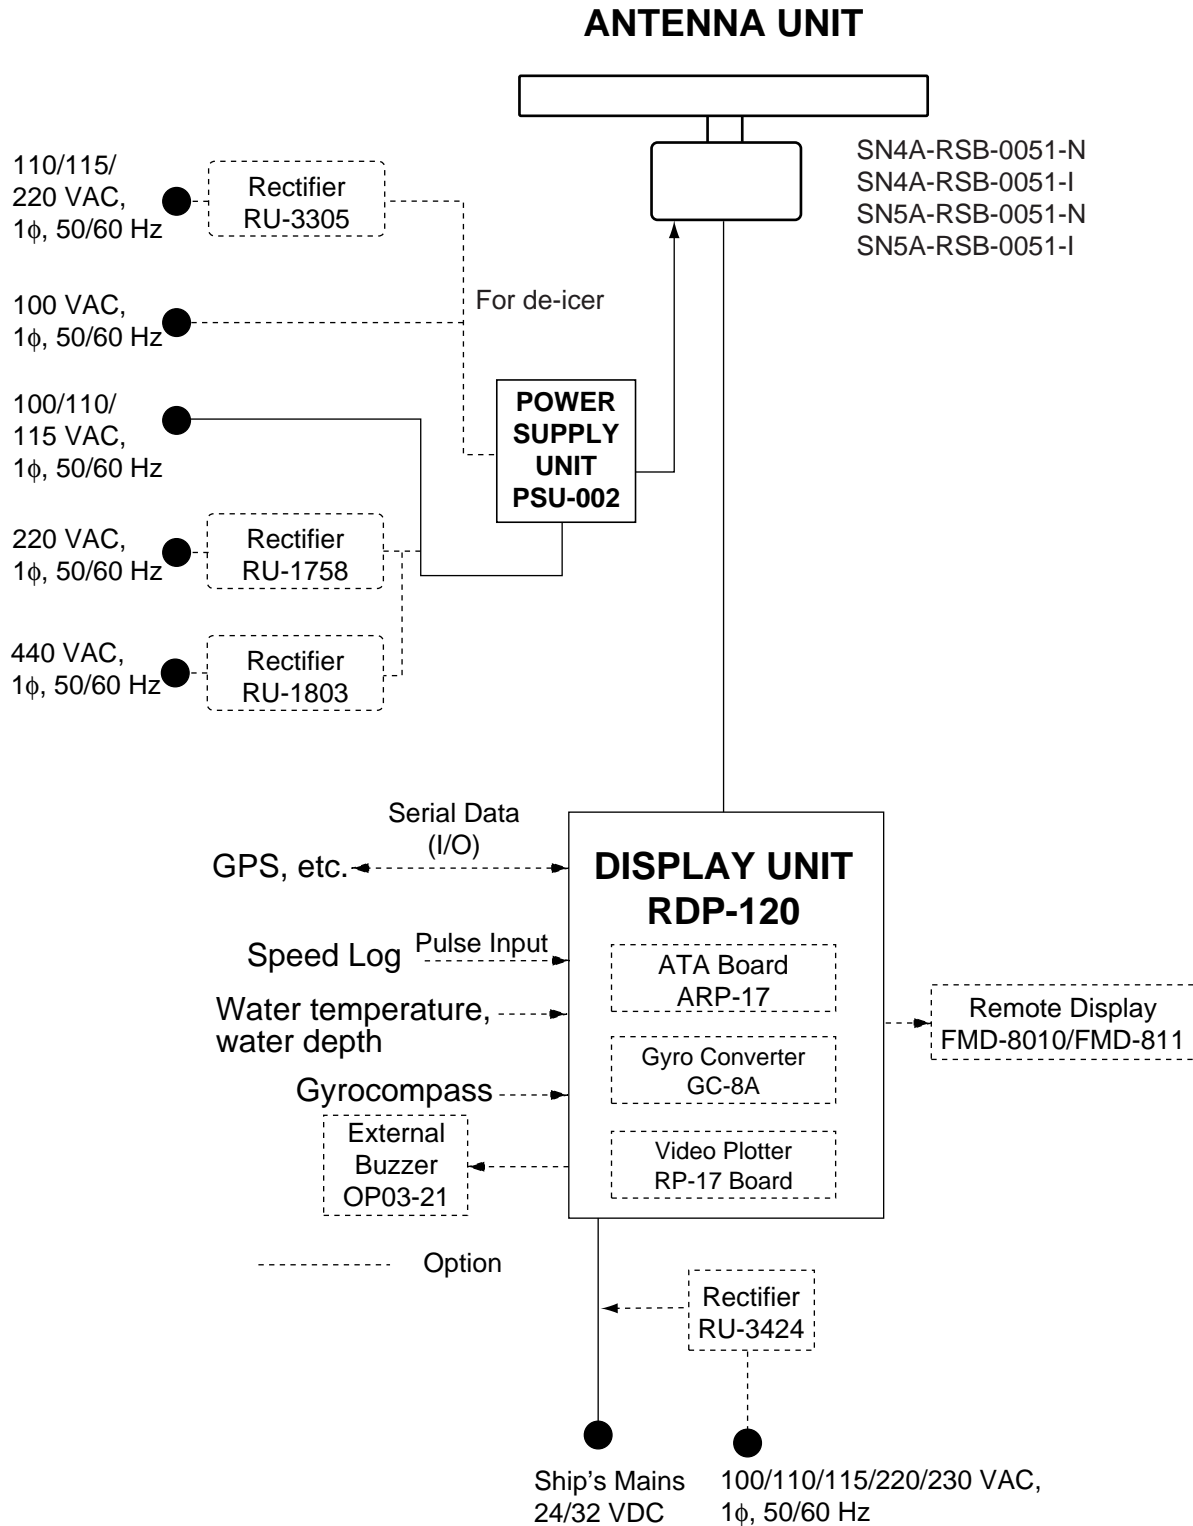 ANTENNA UNIT
SN4A-RSB-0051-N
SN4A-RSB-0051-I
SN5A-RSB-0051-N
SN5A-RSB-0051-I
110/115/
220 VAC,
1ϕ, 50/60 Hz
Rectifier
RU-3305
100 VAC,
1ϕ, 50/60 Hz
For de-icer
100/110/
115 VAC,
1ϕ, 50/60 Hz
POWER
SUPPLY
UNIT
PSU-002
220 VAC,
1ϕ, 50/60 Hz
Rectifier
RU-1758
440 VAC,
1ϕ, 50/60 Hz
Rectifier
RU-1803
Serial Data
(I/O)
GPS, etc.
Speed Log
Pulse Input
Water temperature,
water depth
Gyrocompass
External
Buzzer
OP03-21
DISPLAY UNIT
RDP-120
ATA Board
ARP-17
Gyro Converter
GC-8A
Video Plotter
RP-17 Board
Remote Display
FMD-8010/FMD-811
Option
Rectifier
RU-3424
Ship's Mains
24/32 VDC
100/110/115/220/230 VAC,
1ϕ, 50/60 Hz